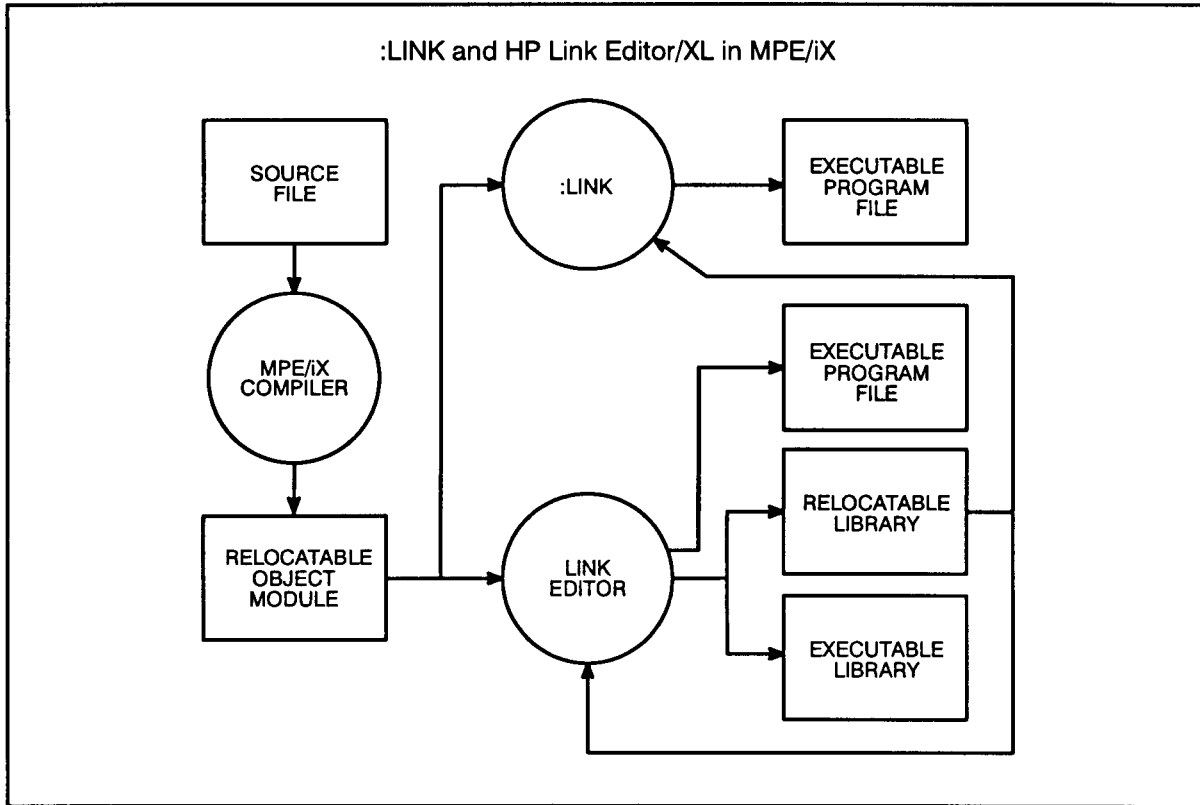 :LINK and HP Link Editor/XL in MPE/iX
SOURCE
FILE
:LINK
EXECUTABLE
PROGRAM
FILE
MPE/iX
COMPILER
EXECUTABLE
PROGRAM
FILE
RELOCATABLE
OBJECT
MODULE
LINK
EDITOR
RELOCATABLE
LIBRARY
EXECUTABLE
LIBRARY